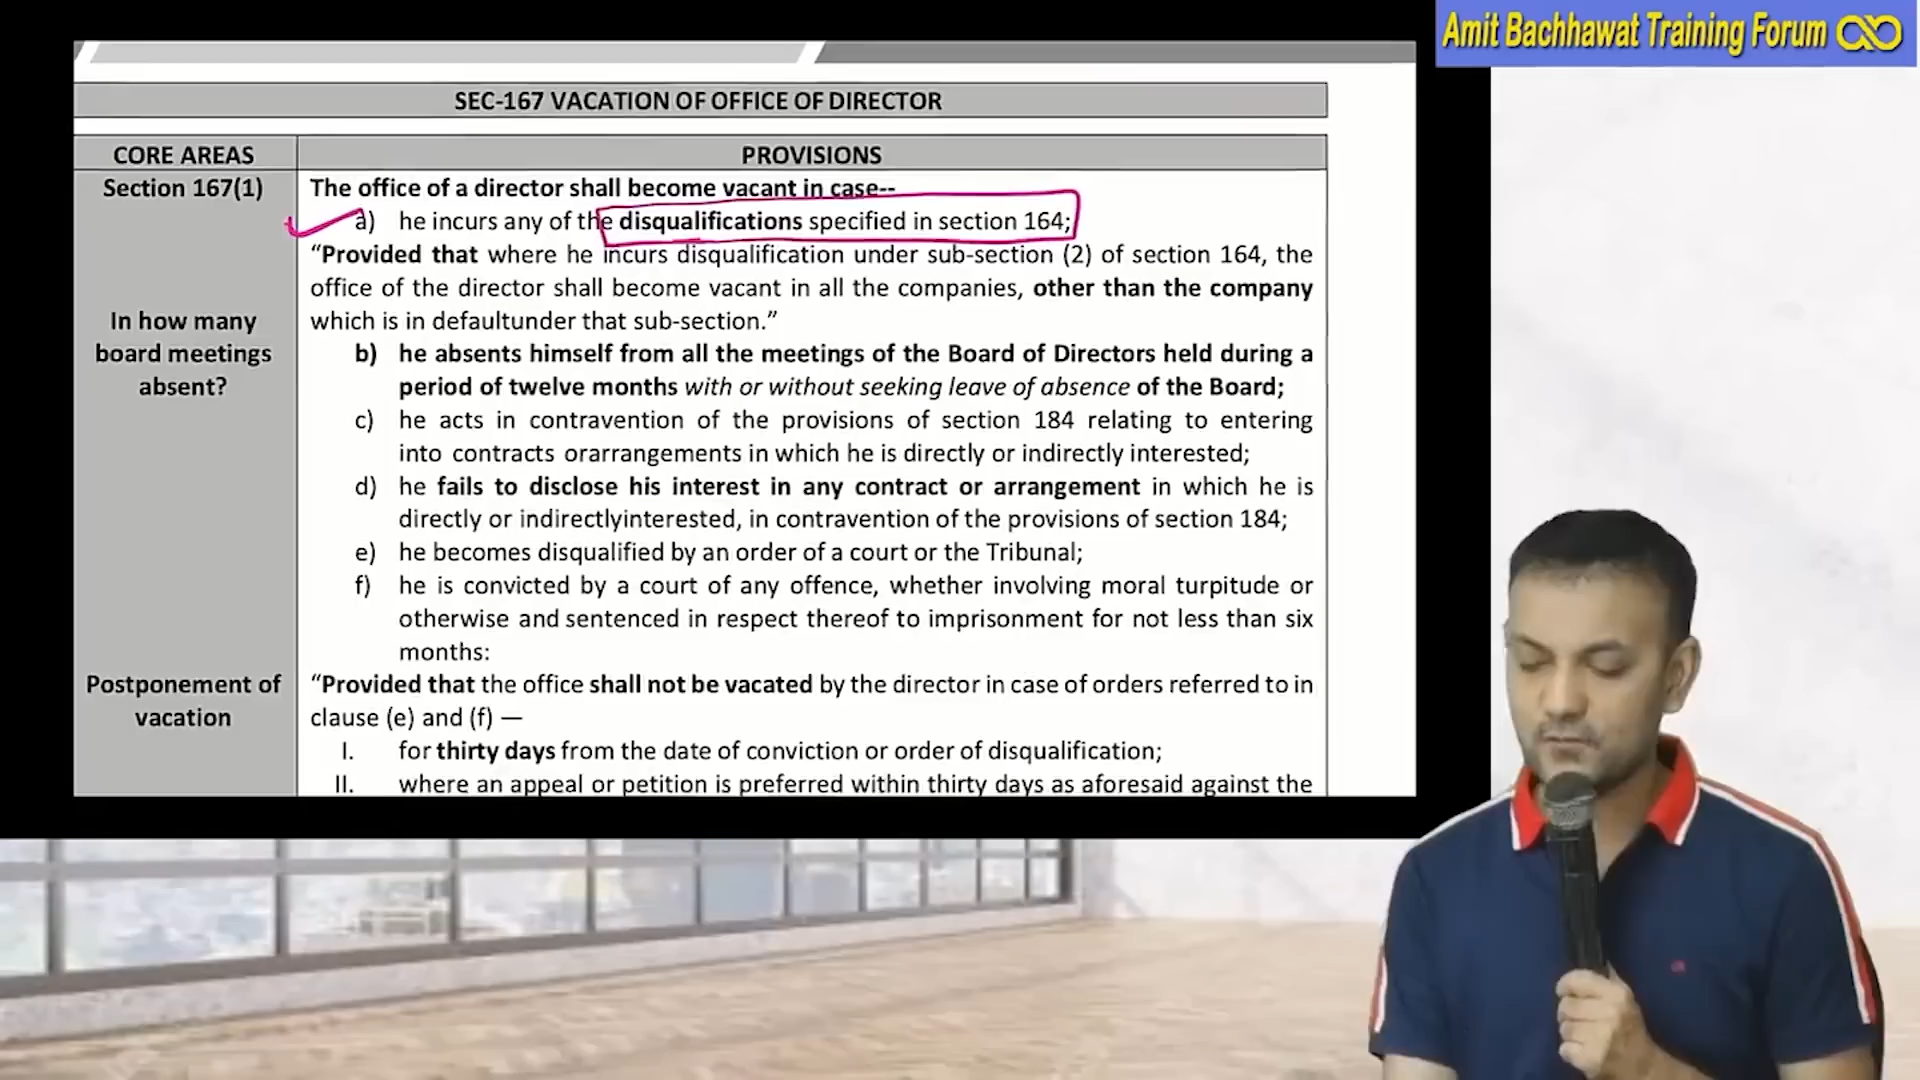 Amit Bachhawat Training Forum
SEC-167 VACATION OF OFFICE OF DIRECTOR
CORE AREAS
PROVISIONS
Section 167(1)
The office of a director shall become vacant in case--
a) he incurs any of the disqualifications specified in section 164;
“Provided that where he incurs disqualification under sub-section (2) of section 164, the
office of the director shall become vacant in all the companies, other than the company
which is in defaultunder that sub-section.”
In how many
board meetings
absent?
b) he absents himself from all the meetings of the Board of Directors held during a
period of twelve months with or without seeking leave of absence of the Board;
c) he acts in contravention of the provisions of section 184 relating to entering
into contracts orarrangements in which he is directly or indirectly interested;
d) he fails to disclose his interest in any contract or arrangement in which he is
directly or indirectlyinterested, in contravention of the provisions of section 184;
e) he becomes disqualified by an order of a court or the Tribunal;
f) he is convicted by a court of any offence, whether involving moral turpitude or
otherwise and sentenced in respect thereof to imprisonment for not less than six
months:
Postponement of
vacation
“Provided that the office shall not be vacated by the director in case of orders referred to in
clause (e) and (f) —
I. for thirty days from the date of conviction or order of disqualification;
II. where an appeal or petition is preferred within thirty days as aforesaid against the